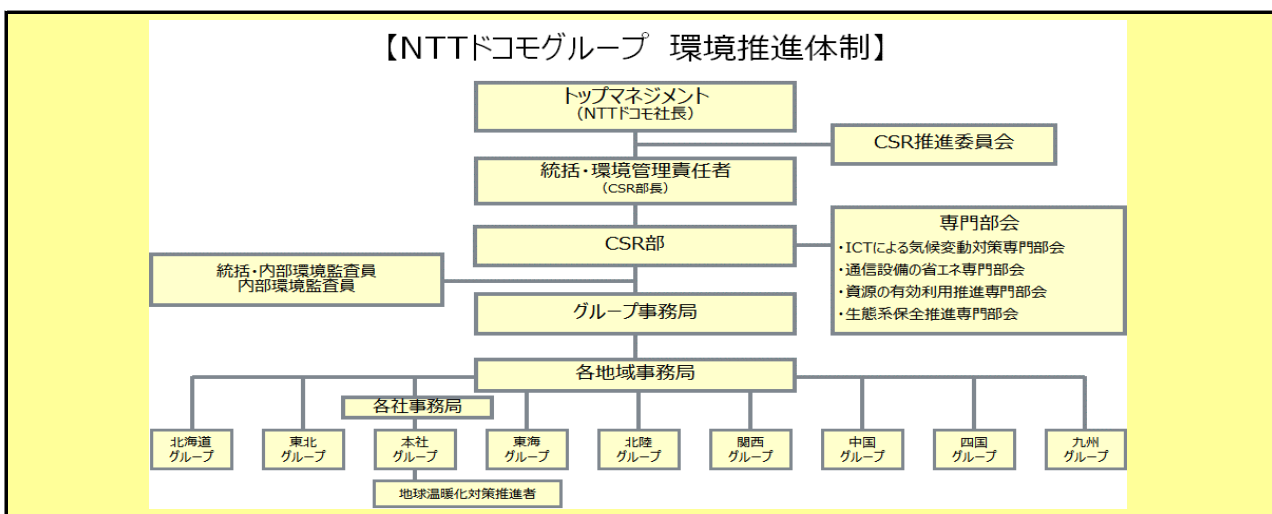 【NTTドコモグループ 環境推進体制】
トップマネジメント
（NTTドコモ社長）
CSR推進委員会
統括・環境管理責任者
（CSR部長）
CSR部
専門部会
・ICTによる気候変動対策専門部会
・通信設備の省エネ専門部会
・資源の有効利用推進専門部会
・生態系保全推進専門部会
統括・内部環境監査員
内部環境監査員
グループ事務局
各地域事務局
各社事務局
北海道
グループ
東北
グループ
本社
グループ
東海
グループ
北陸
グループ
関西
グループ
中国
グループ
四国
グループ
九州
グループ
地球温暖化対策推進者